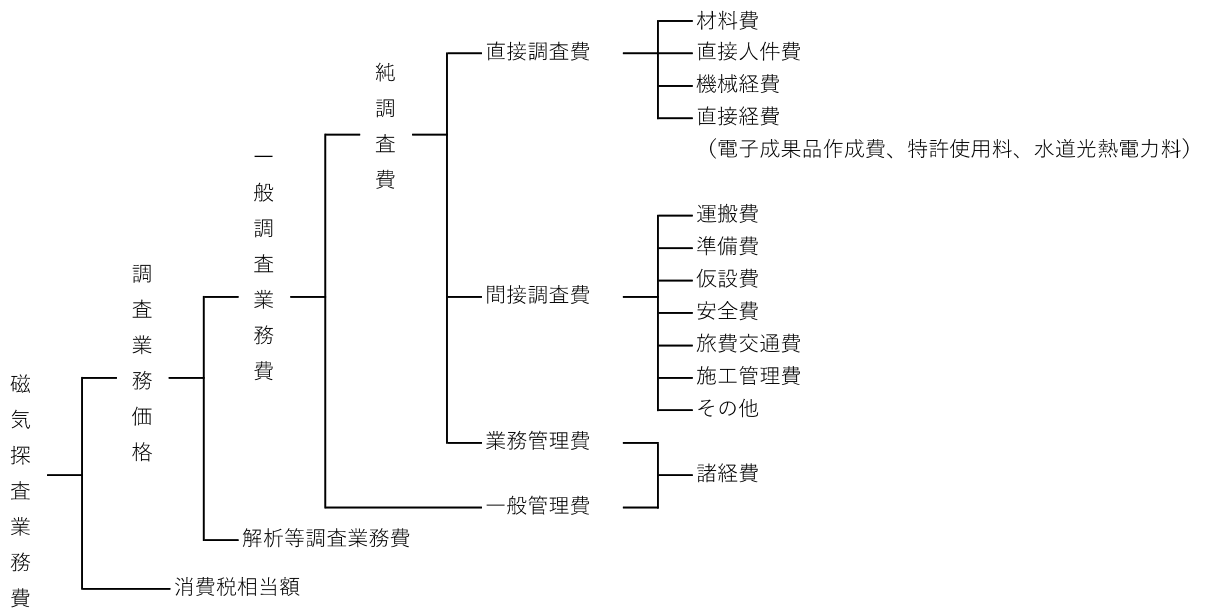 磁気探査業務費
調査業務価格
一般調査業務費
純調査費
直接調査費
材料費
直接人件費
機械経費
直接経費
（電子成果品作成費、特許使用料、水道光熱電力料）
間接調査費
運搬費
準備費
仮設費
安全費
旅費交通費
施工管理費
その他
業務管理費
諸経費
一般管理費
解析等調査業務費
消費税相当額